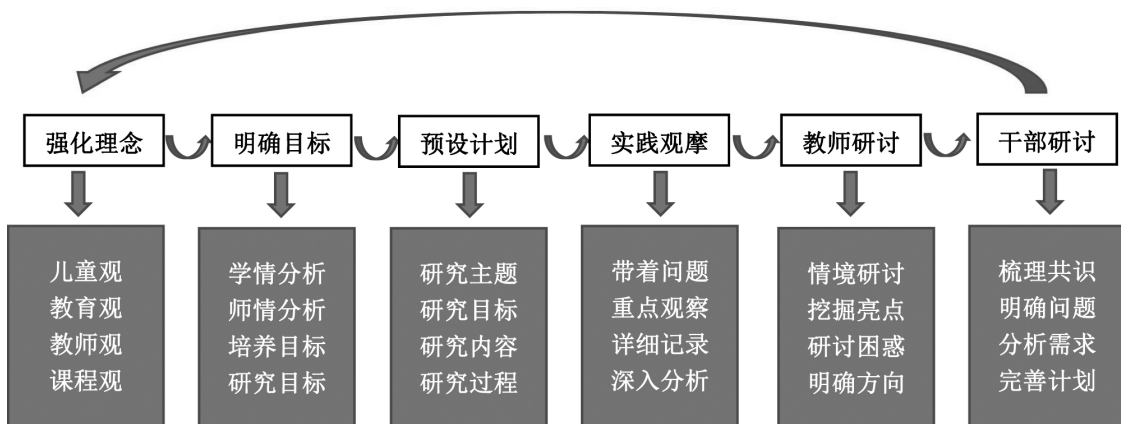 强化理念
明确目标
预设计划
实践观摩
教师研讨
干部研讨
儿童观
教育观
教师观
课程观
学情分析
师情分析
培养目标
研究目标
研究主题
研究目标
研究内容
研究过程
带着问题
重点观察
详细记录
深入分析
情境研讨
挖掘亮点
研讨困惑
明确方向
梳理共识
明确问题
分析需求
完善计划